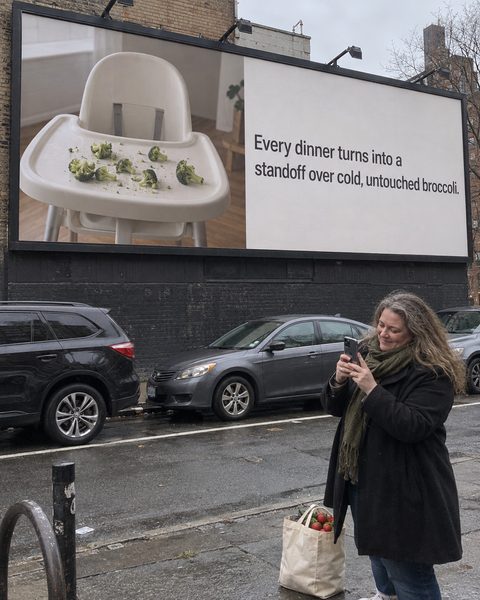 Every dinner turns into a
standoff over cold, untouched broccoli.